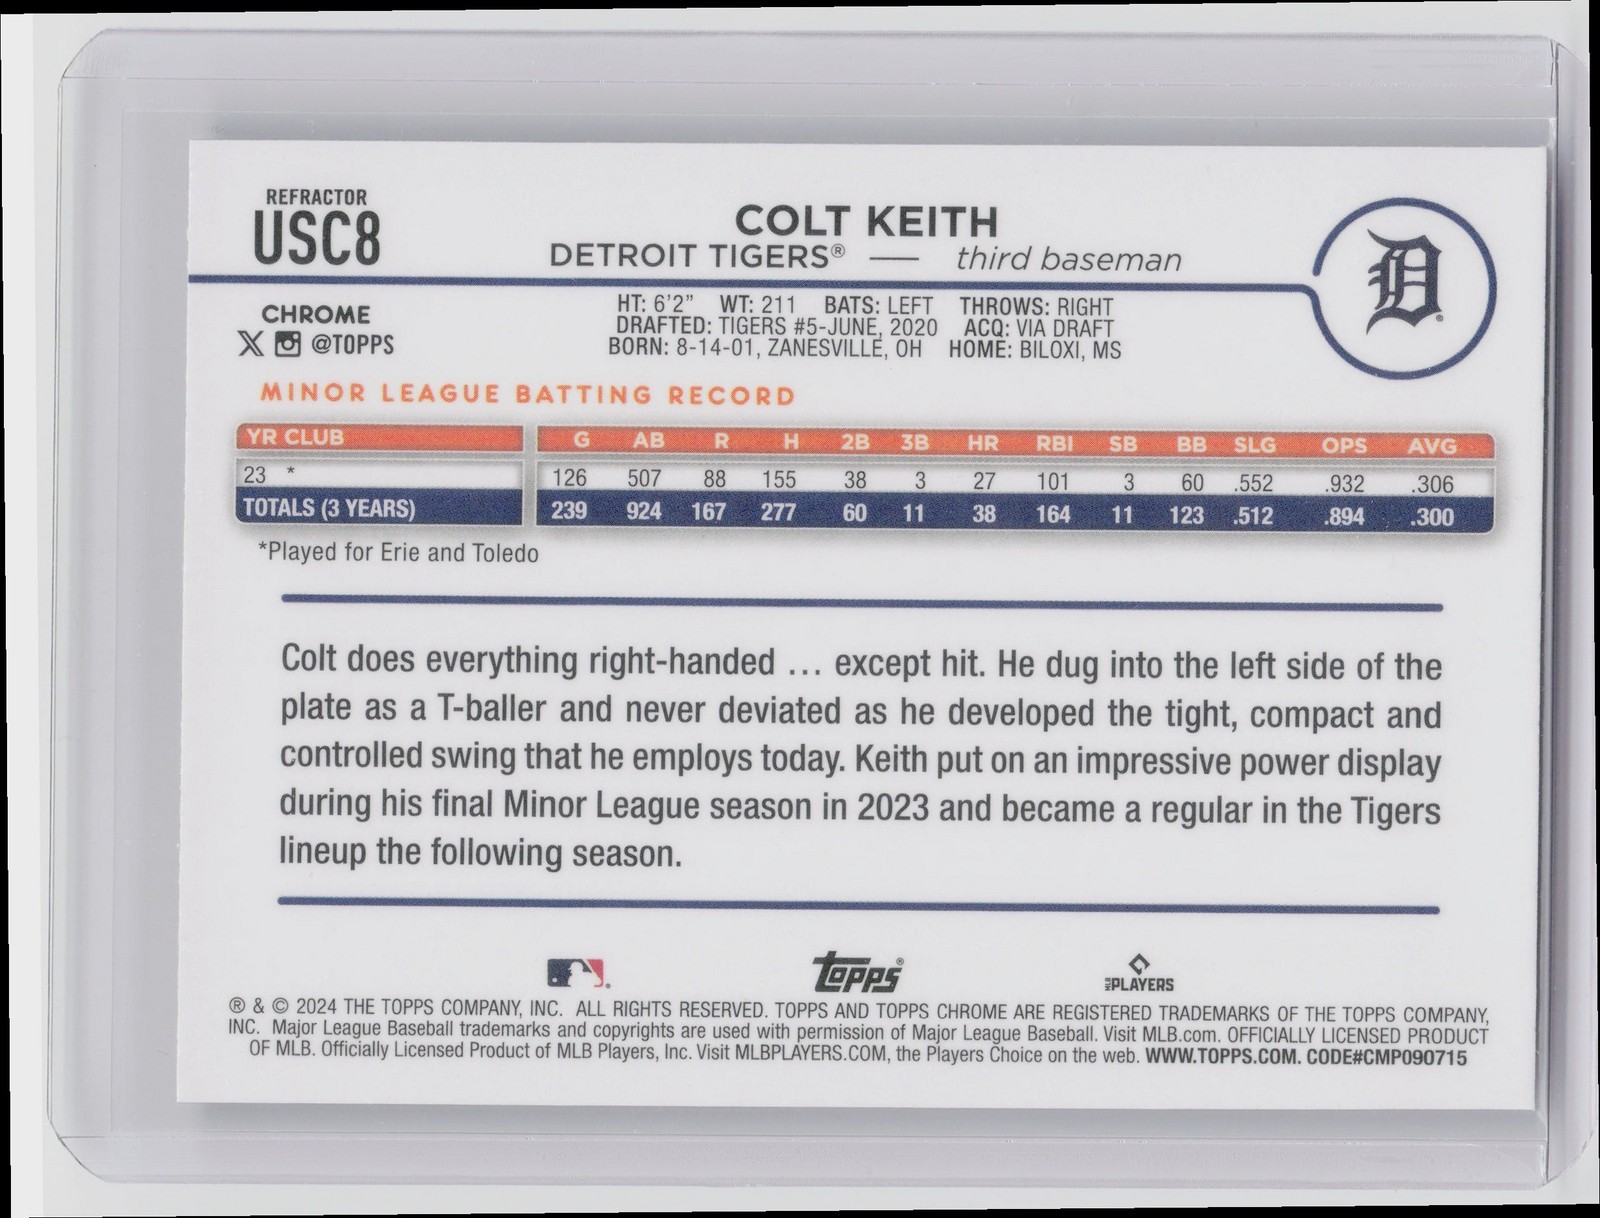 REFRACTOR
USC8
COLT KEITH
DETROIT TIGERS® — third baseman
D
CHROME
X @TOPPS
HT: 6'2" WT: 211 BATS: LEFT THROWS: RIGHT
DRAFTED: TIGERS #5-JUNE, 2020 ACQ: VIA DRAFT
BORN: 8-14-01, ZANESVILLE, OH HOME: BILOXI, MS
MINOR LEAGUE BATTING RECORD
YR CLUB G AB R H 2B 3B HR RBI SB BB SLG OPS AVG
23 * 126 507 88 155 38 3 27 101 3 60 .552 .932 .306
TOTALS (3 YEARS) 239 924 167 277 60 11 38 164 11 123 .512 .894 .300
*Played for Erie and Toledo
Colt does everything right-handed ... except hit. He dug into the left side of the
plate as a T-baller and never deviated as he developed the tight, compact and
controlled swing that he employs today. Keith put on an impressive power display
during his final Minor League season in 2023 and became a regular in the Tigers
lineup the following season.
Topps® PLAYERS
® & © 2024 THE TOPPS COMPANY, INC. ALL RIGHTS RESERVED. TOPPS AND TOPPS CHROME ARE REGISTERED TRADEMARKS OF THE TOPPS COMPANY,
INC. Major League Baseball trademarks and copyrights are used with permission of Major League Baseball. Visit MLB.com. OFFICIALLY LICENSED PRODUCT
OF MLB. Officially Licensed Product of MLB Players, Inc. Visit MLBPLAYERS.COM, the Players Choice on the web. WWW.TOPPS.COM. CODE#CMP090715